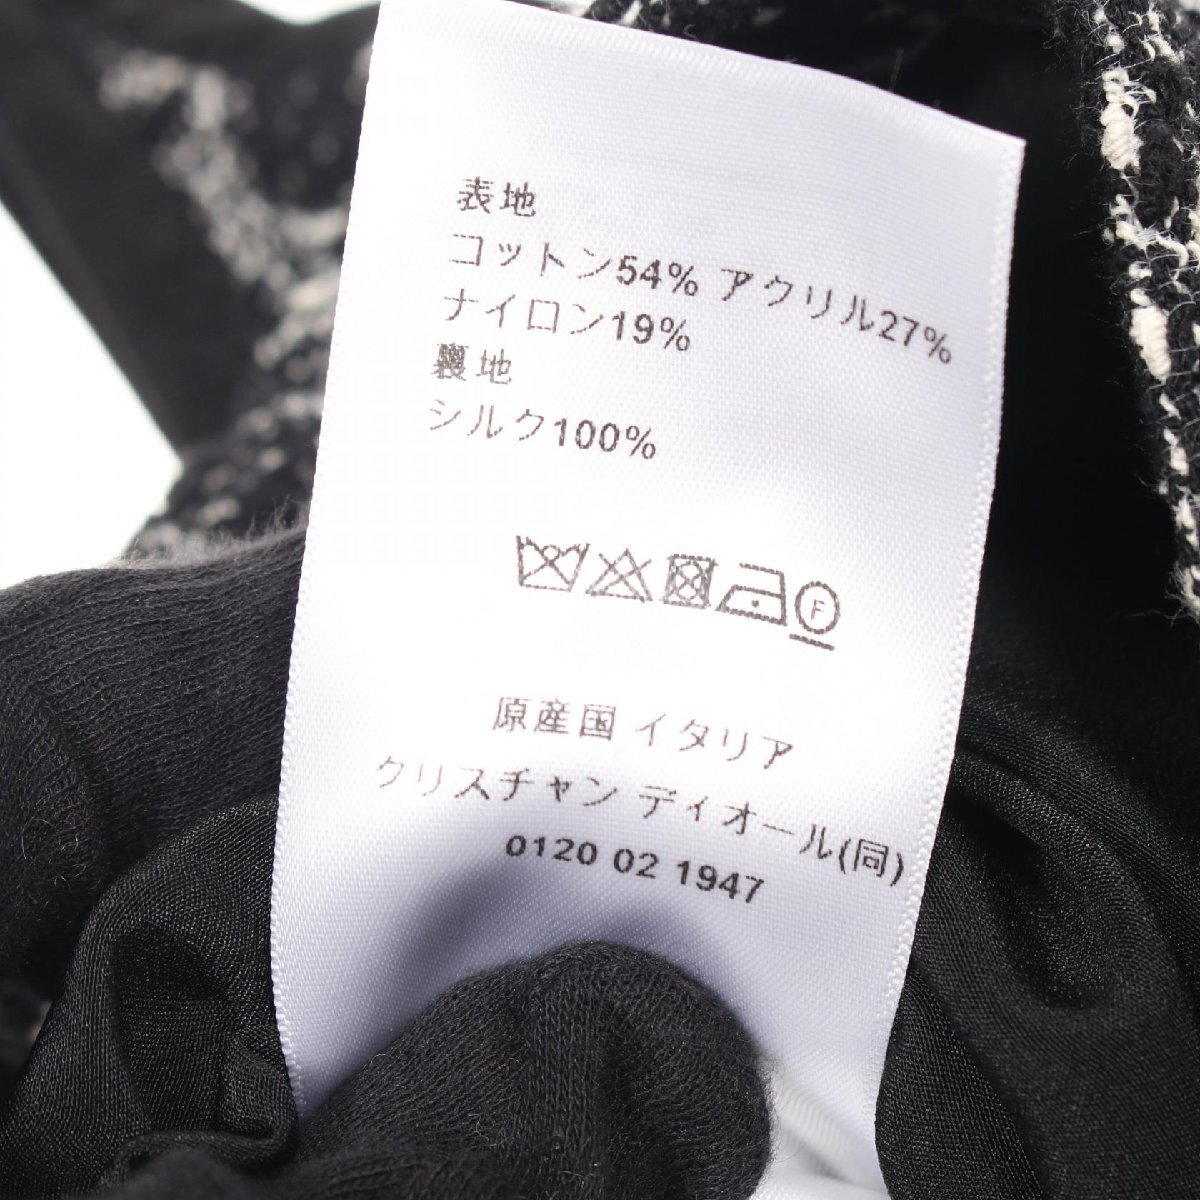 表地
コットン54% アクリル27%
ナイロン19%
裏地
シルク100%
F
原産国 イタリア
クリスチャン ディオール(同)
0120 02 1947